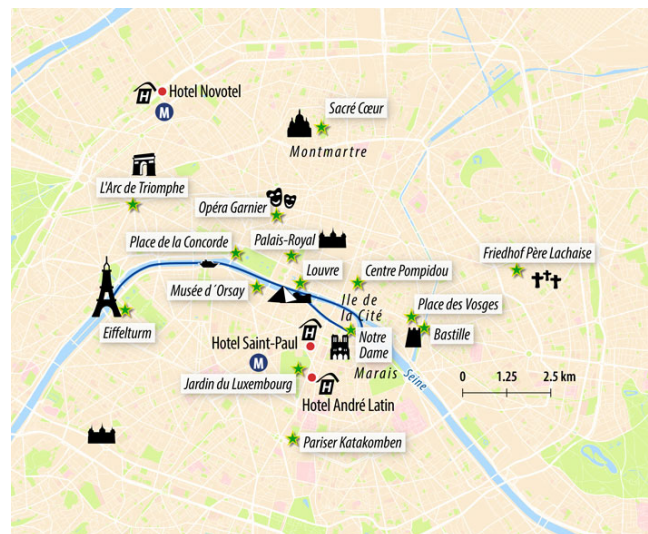 Hotel Novotel
M
Sacré Cœur
Montmartre
L'Arc de Triomphe
Opéra Garnier
Place de la Concorde
Palais-Royal
Friedhof Père Lachaise
Louvre
Centre Pompidou
Musée d´Orsay
Ile de
la Cité
Place des Vosges
Eiffelturm
Bastille
Hotel Saint-Paul
Notre
Dame
M
Marais
Seine
Jardin du Luxembourg
0 1.25 2.5 km
Hotel André Latin
Pariser Katakomben
H
H
H